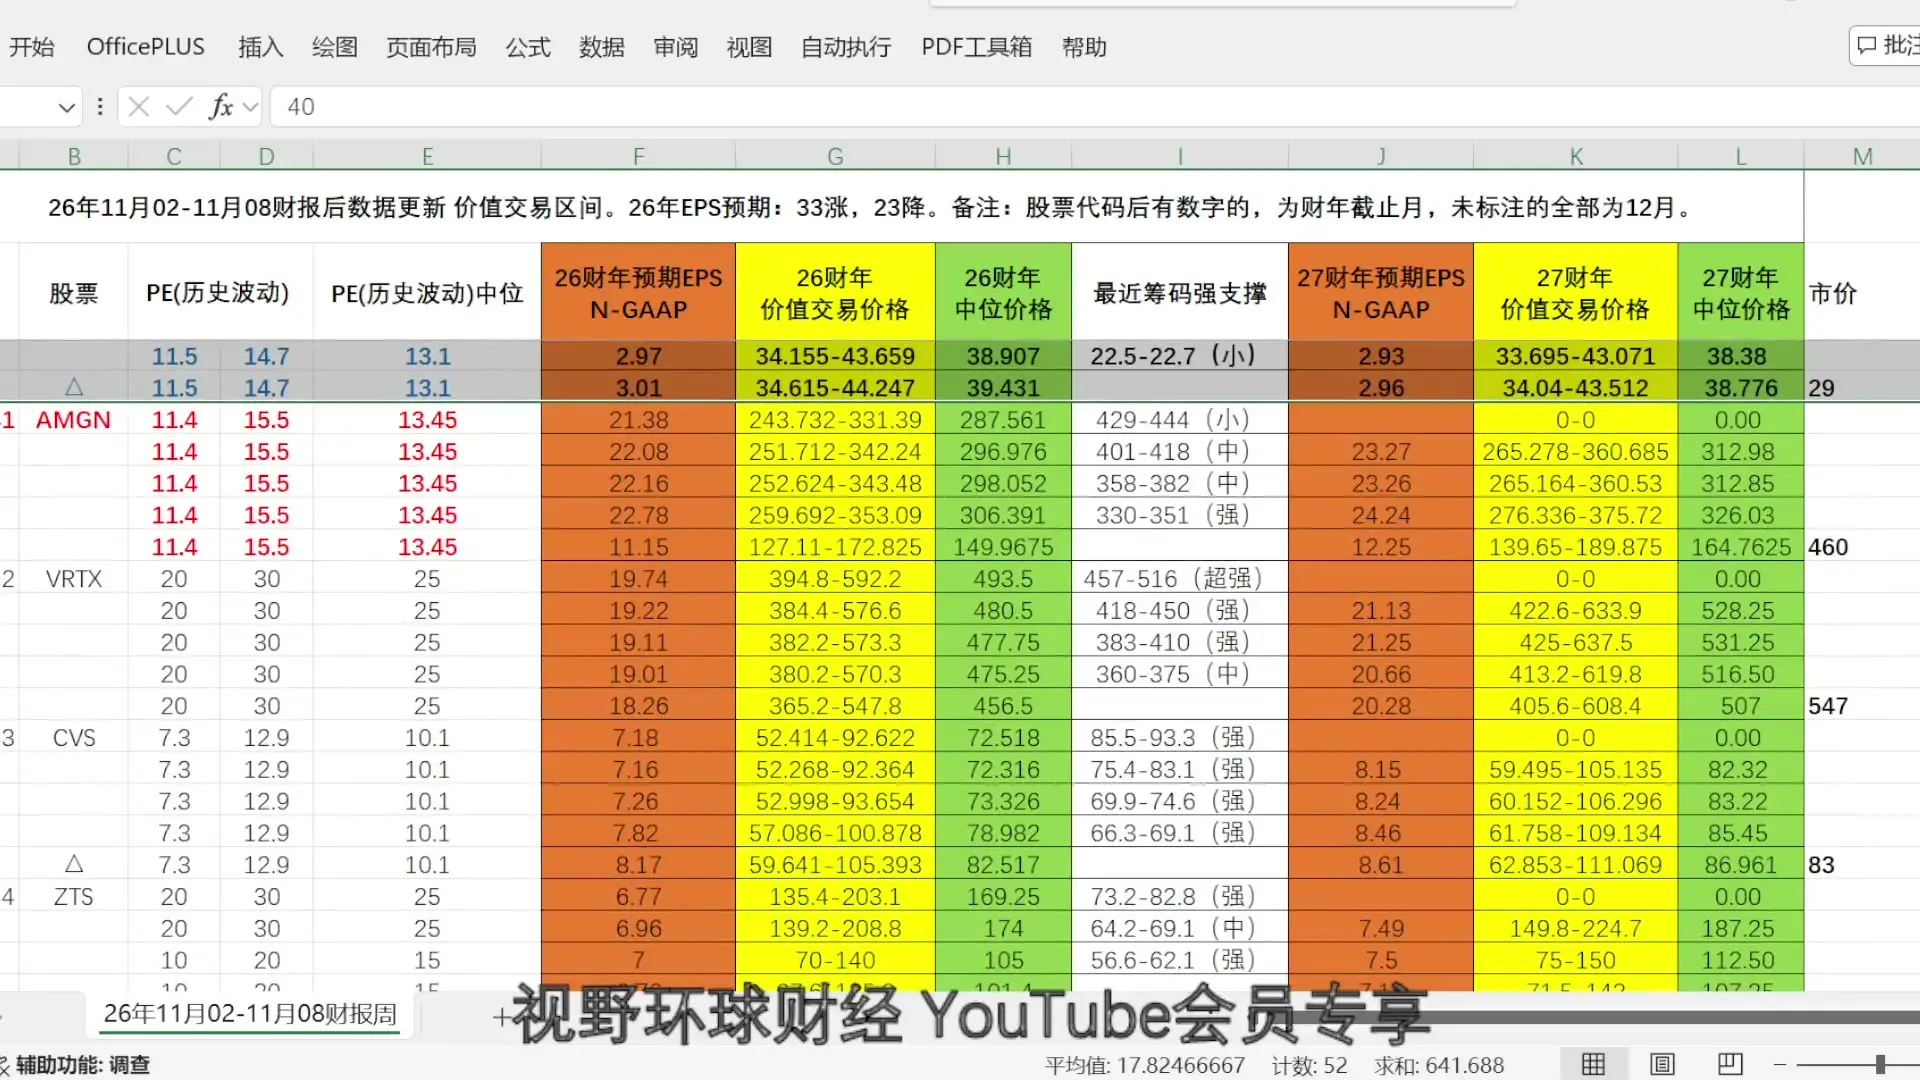 开始 OfficePLUS 插入 绘图 页面布局 公式 数据 审阅 视图 自动执行 PDF工具箱 帮助 批注
fx 40
B C D E F G H I J K L M
26年11月02-11月08财报后数据更新 价值交易区间。26年EPS预期：33涨，23降。备注：股票代码后有数字的，为财年截止月，未标注的全部为12月。
股票 PE(历史波动) PE(历史波动)中位 26财年预期EPS N-GAAP 26财年 价值交易价格 26财年 中位价格 最近筹码强支撑 27财年预期EPS N-GAAP 27财年 价值交易价格 27财年 中位价格 市价
11.5 14.7 13.1 2.97 34.155-43.659 38.907 22.5-22.7（小） 2.93 33.695-43.071 38.38
△ 11.5 14.7 13.1 3.01 34.615-44.247 39.431 2.96 34.04-43.512 38.776 29
1 AMGN 11.4 15.5 13.45 21.38 243.732-331.39 287.561 429-444（小） 0-0 0.00
11.4 15.5 13.45 22.08 251.712-342.24 296.976 401-418（中） 23.27 265.278-360.685 312.98
11.4 15.5 13.45 22.16 252.624-343.48 298.052 358-382（中） 23.26 265.164-360.53 312.85
11.4 15.5 13.45 22.78 259.692-353.09 306.391 330-351（强） 24.24 276.336-375.72 326.03
11.4 15.5 13.45 11.15 127.11-172.825 149.9675 12.25 139.65-189.875 164.7625 460
2 VRTX 20 30 25 19.74 394.8-592.2 493.5 457-516（超强） 0-0 0.00
20 30 25 19.22 384.4-576.6 480.5 418-450（强） 21.13 422.6-633.9 528.25
20 30 25 19.11 382.2-573.3 477.75 383-410（强） 21.25 425-637.5 531.25
20 30 25 19.01 380.2-570.3 475.25 360-375（中） 20.66 413.2-619.8 516.50
20 30 25 18.26 365.2-547.8 456.5 20.28 405.6-608.4 507 547
3 CVS 7.3 12.9 10.1 7.18 52.414-92.622 72.518 85.5-93.3（强） 0-0 0.00
7.3 12.9 10.1 7.16 52.268-92.364 72.316 75.4-83.1（强） 8.15 59.495-105.135 82.32
7.3 12.9 10.1 7.26 52.998-93.654 73.326 69.9-74.6（强） 8.24 60.152-106.296 83.22
7.3 12.9 10.1 7.82 57.086-100.878 78.982 66.3-69.1（强） 8.46 61.758-109.134 85.45
△ 7.3 12.9 10.1 8.17 59.641-105.393 82.517 8.61 62.853-111.069 86.961 83
4 ZTS 20 30 25 6.77 135.4-203.1 169.25 73.2-82.8（强） 0-0 0.00
20 30 25 6.96 139.2-208.8 174 64.2-69.1（中） 7.49 149.8-224.7 187.25
10 20 15 7 70-140 105 56.6-62.1（强） 7.5 75-150 112.50
26年11月02-11月08财报周 +
视野环球财经 YouTube会员专享
辅助功能: 调查 平均值: 17.82466667 计数: 52 求和: 641.688